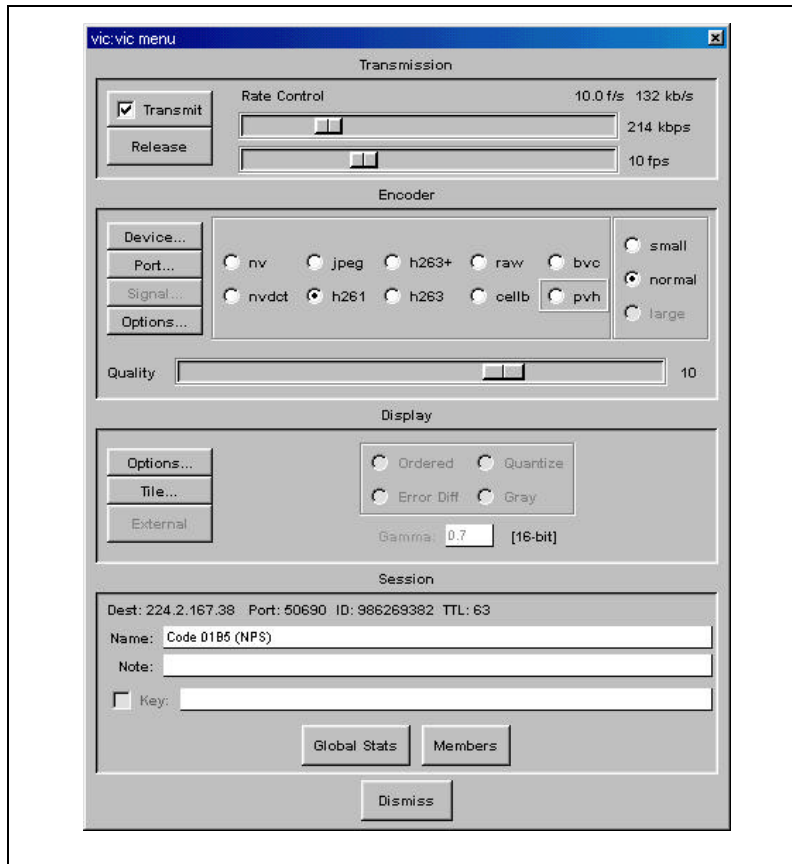 vic:vic menu
Transmission
Transmit
Release
Rate Control 10.0 f/s 132 kb/s
214 kbps
10 fps
Encoder
Device...
Port...
Signal...
Options...
nv jpeg h263+ raw bvc
nvdct h261 h263 cellb pvh
small
normal
large
Quality 10
Display
Options...
Tile...
External
Ordered Quantize
Error Diff Gray
Gamma: 0.7 [16-bit]
Session
Dest: 224.2.167.38 Port: 50690 ID: 986269382 TTL: 63
Name: Code 01B5 (NPS)
Note:
Key:
Global Stats Members
Dismiss